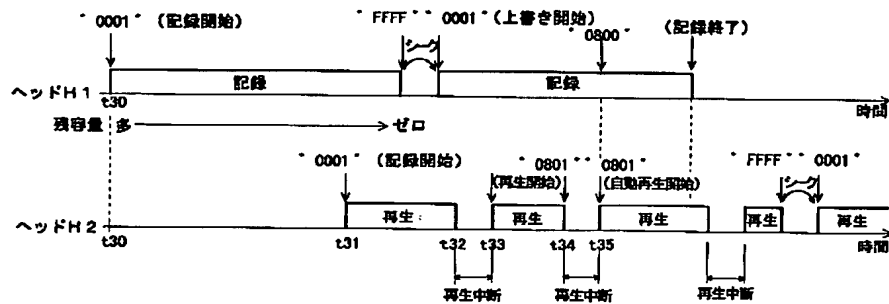 "0001" (記録開始) "FFFF" "0001" (上書き開始) "0800" (記録終了)
シーク
ヘッドH1 記録 記録
t30 時間
残容量 多 ゼロ
"0001" (記録開始) "0801" "0801" "FFFF" "0001"
(再生開始) (自動再生開始) シーク
ヘッドH2 再生 再生 再生 再生 再生
t30 t31 t32 t33 t34 t35 時間
再生中断 再生中断 再生中断